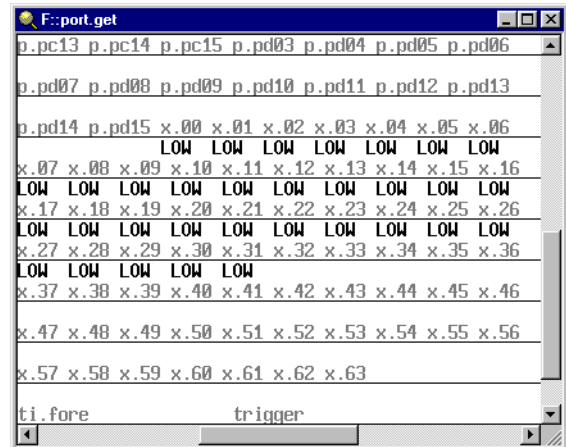 F::port.get
p.pc13 p.pc14 p.pc15 p.pd03 p.pd04 p.pd05 p.pd06
p.pd07 p.pd08 p.pd09 p.pd10 p.pd11 p.pd12 p.pd13
p.pd14 p.pd15 x.00 x.01 x.02 x.03 x.04 x.05 x.06
LOW LOW LOW LOW LOW LOW LOW
x.07 x.08 x.09 x.10 x.11 x.12 x.13 x.14 x.15 x.16
LOW LOW LOW LOW LOW LOW LOW LOW LOW LOW
x.17 x.18 x.19 x.20 x.21 x.22 x.23 x.24 x.25 x.26
LOW LOW LOW LOW LOW LOW LOW LOW LOW LOW
x.27 x.28 x.29 x.30 x.31 x.32 x.33 x.34 x.35 x.36
LOW LOW LOW LOW LOW
x.37 x.38 x.39 x.40 x.41 x.42 x.43 x.44 x.45 x.46
x.47 x.48 x.49 x.50 x.51 x.52 x.53 x.54 x.55 x.56
x.57 x.58 x.59 x.60 x.61 x.62 x.63
ti.fore trigger